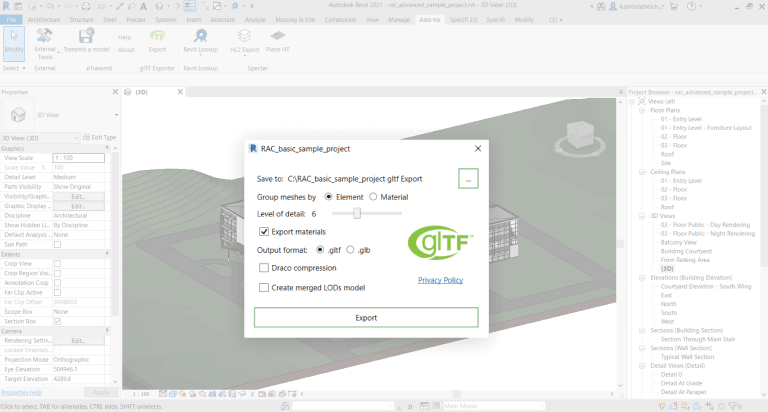 Autodesk Revit 2021 - rac_advanced_sample_project.rvt - 3D View: {3D}
File Architecture Structure Steel Precast Systems Insert Annotate Analyze Massing & Site Collaborate View Manage Add-Ins Specifi 2.0 Specifi Modify
Modify
External Tools
Transmit a model
Help
About
Export
Revit Lookup
HL2 Export
Place HT
Select
External
eTransmit
glTF Exporter
Revit Lookup
Spectar
Properties
{3D}
Project Browser - rac_advanced_sample_project...
3D View
3D View: {3D}
Edit Type
Graphics
View Scale 1 : 100
Scale Value 1: 100
Detail Level Medium
Parts Visibility Show Original
Visibility/Graphi... Edit...
Graphic Display ... Edit...
Discipline Architectural
Show Hidden Li... By Discipline
Default Analysis ... None
Sun Path
Extents
Crop View
Crop Region Vis...
Annotation Crop
Far Clip Active
Far Clip Offset 304800.0
Scope Box None
Section Box
Camera
Rendering Settin... Edit...
Locked Orientat...
Projection Mode Orthographic
Eye Elevation 504946.1
Target Elevation 4209.6
Properties help
Apply
RAC_basic_sample_project
Save to: C:\RAC_basic_sample_project gltf Export
...
Group meshes by: Element Material
Level of detail: 6
Export materials
glTF™
Output format: .gltf .glb
Draco compression
Privacy Policy
Create merged LODs model
Export
Views (all)
Floor Plans
01 - Entry Level
01 - Entry Level - Furniture Layout
02 - Floor
03 - Floor
Roof
Site
Ceiling Plans
01 - Entry Level
02 - Floor
03 - Floor
3D Views
03 - Floor Public - Day Rendering
03 - Floor Public - Night Rendering
Balcony View
Building Courtyard
From Parking Area
{3D}
Elevations (Building Elevation)
Courtyard Elevation - South Wing
East
North
South
West
Sections (Building Section)
Section Through Main Stair
Sections (Wall Section)
Typical Wall Section
Detail Views (Detail)
Detail 0
Detail At Grade
Detail At Parapet
1 : 100
Click to select, TAB for alternates, CTRL adds, SHIFT unselects.
Main Model